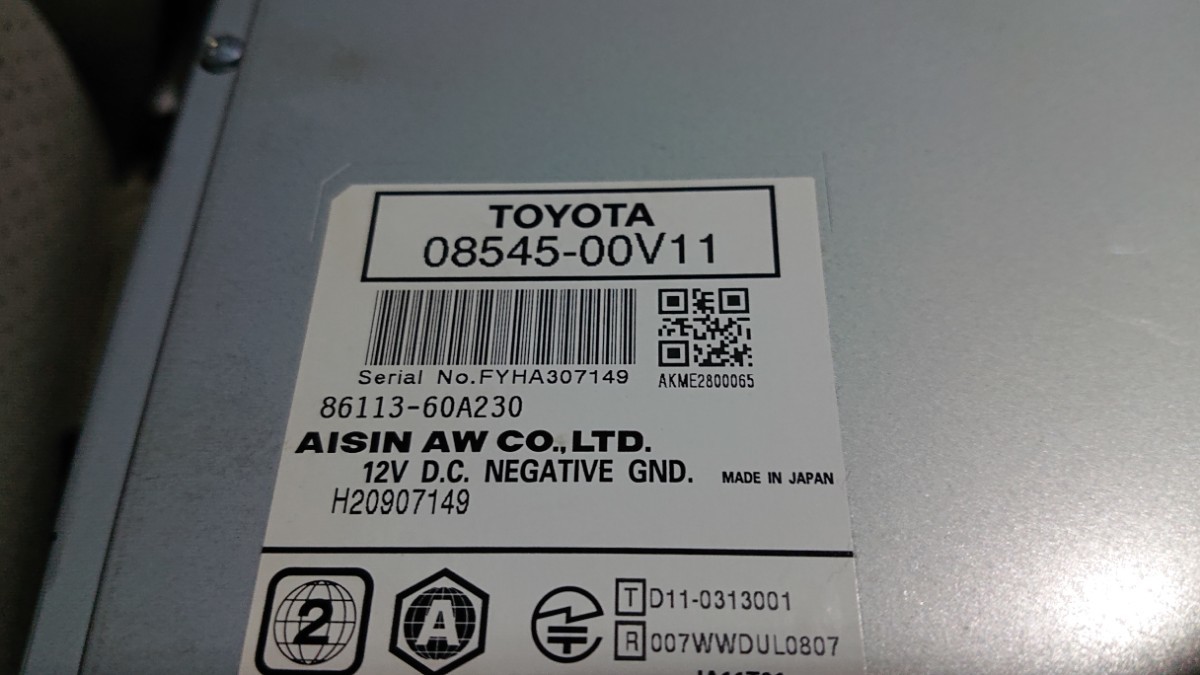 TOYOTA
08545-00V11
Serial No.FYHA307149
AKME2800065
86113-60A230
AISIN AW CO.,LTD.
12V D.C. NEGATIVE GND.
MADE IN JAPAN
H20907149
2
A
T D11-0313001
R 007WWDUL0807